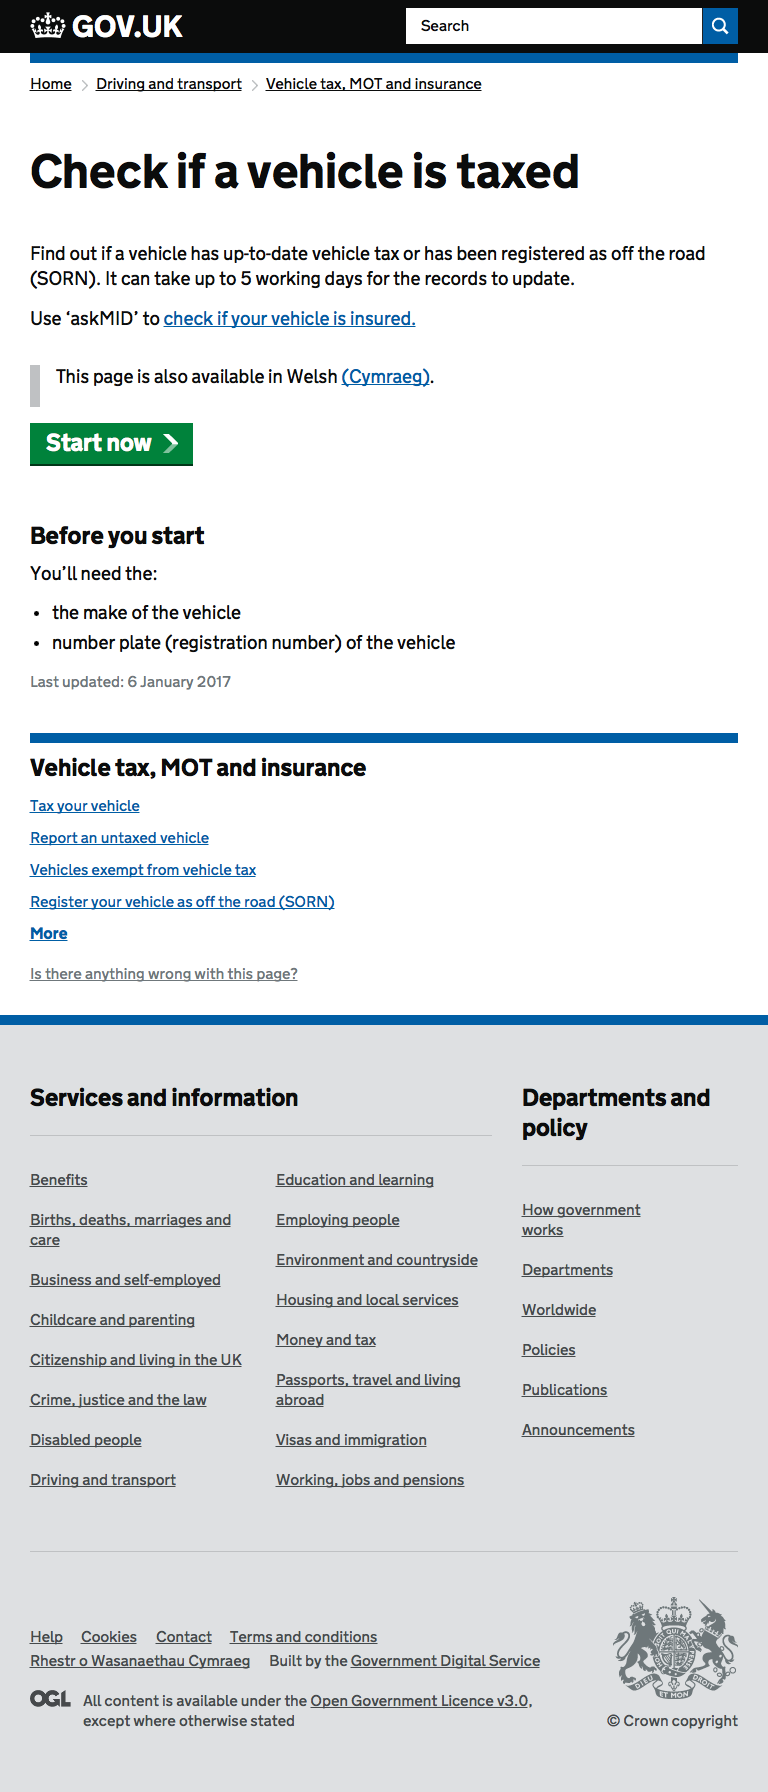 GOV.UK
Search
Home
Driving and transport
Vehicle tax, MOT and insurance
Check if a vehicle is taxed
Find out if a vehicle has up-to-date vehicle tax or has been registered as off the road
(SORN). It can take up to 5 working days for the records to update.
Use ‘askMID’ to check if your vehicle is insured.
This page is also available in Welsh (Cymraeg).
Start now
Before you start
You’ll need the:
• the make of the vehicle
• number plate (registration number) of the vehicle
Last updated: 6 January 2017
Vehicle tax, MOT and insurance
Tax your vehicle
Report an untaxed vehicle
Vehicles exempt from vehicle tax
Register your vehicle as off the road (SORN)
More
Is there anything wrong with this page?
Services and information
Benefits
Births, deaths, marriages and
care
Business and self-employed
Childcare and parenting
Citizenship and living in the UK
Crime, justice and the law
Disabled people
Driving and transport
Education and learning
Employing people
Environment and countryside
Housing and local services
Money and tax
Passports, travel and living
abroad
Visas and immigration
Working, jobs and pensions
Departments and
policy
How government
works
Departments
Worldwide
Policies
Publications
Announcements
Help Cookies Contact Terms and conditions
Rhestr o Wasanaethau Cymraeg Built by the Government Digital Service
OGL
All content is available under the Open Government Licence v3.0,
except where otherwise stated
DIEU ET MON DROIT
© Crown copyright